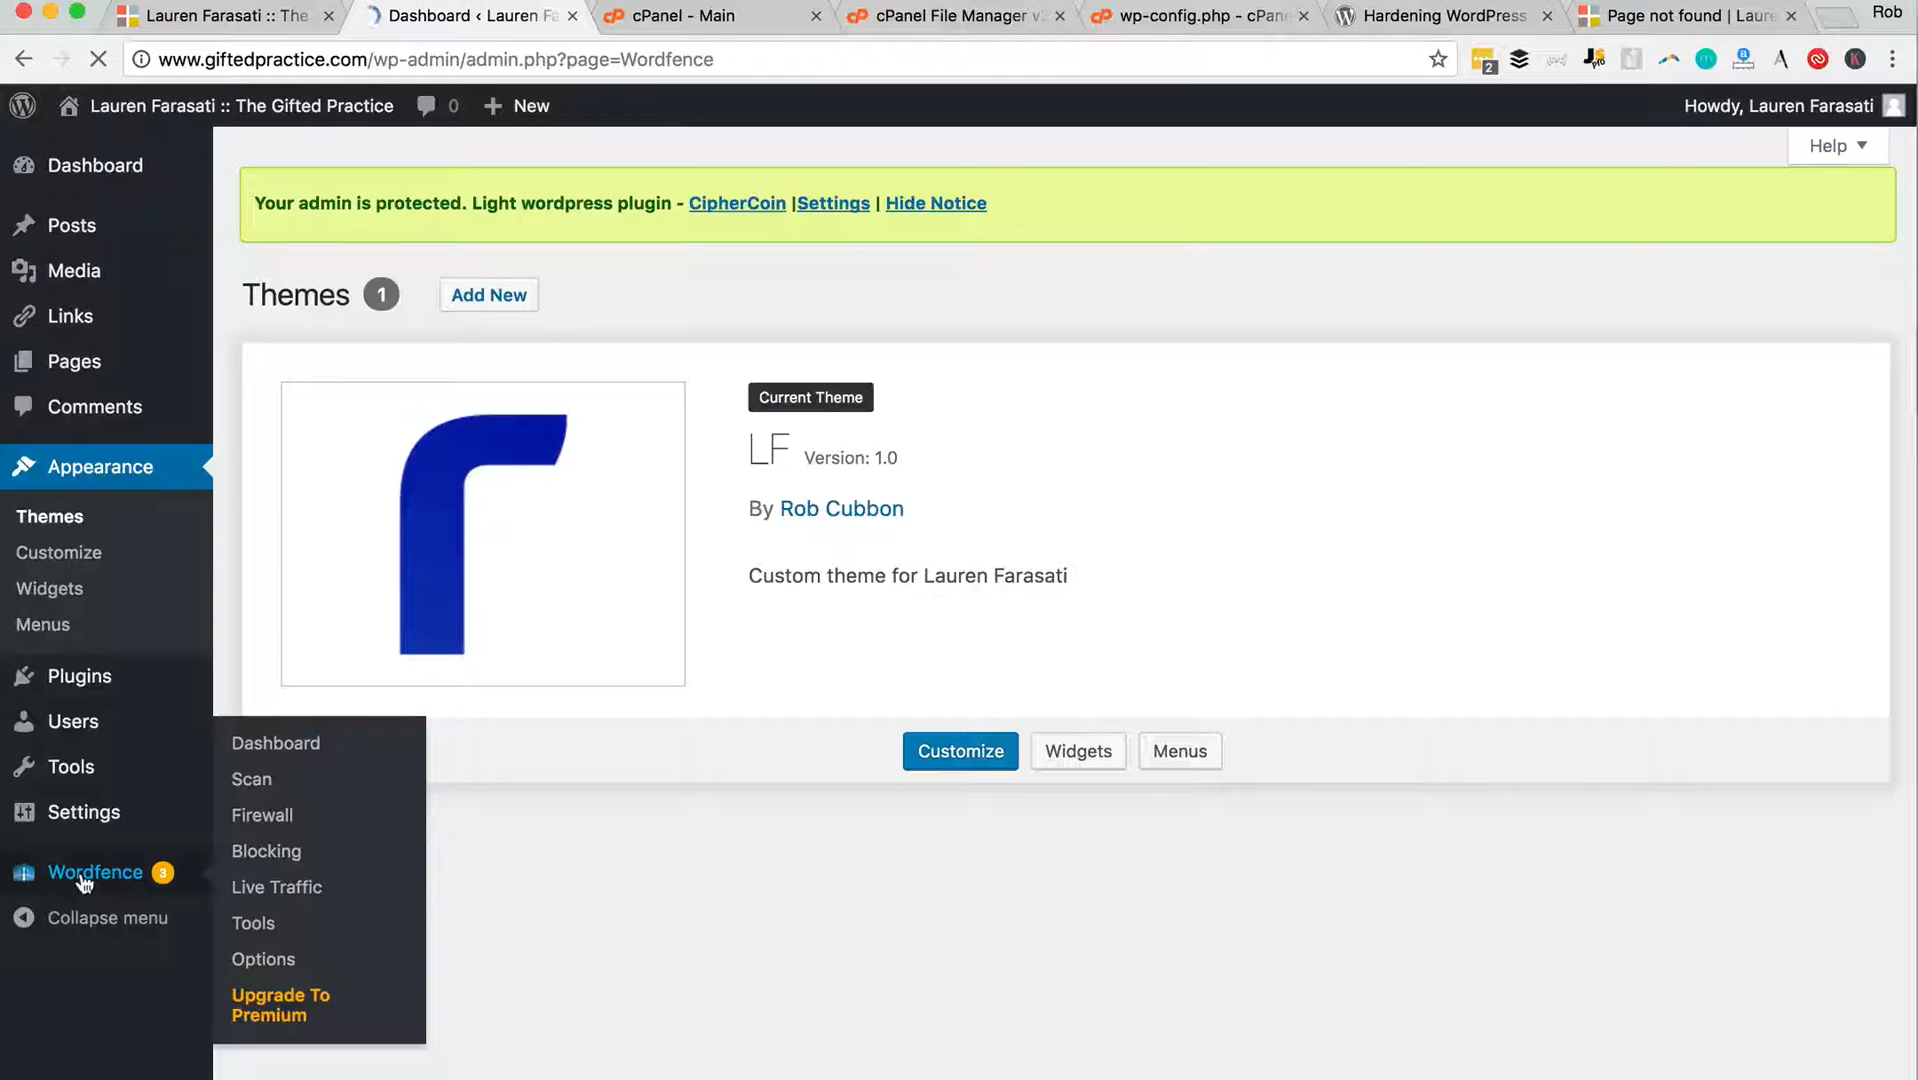 Lauren Farasati :: The
Dashboard ‹ Lauren Fa
cPanel - Main
cPanel File Manager v
wp-config.php - cPane
Hardening WordPress
Page not found | Laure
Rob
www.giftedpractice.com/wp-admin/admin.php?page=Wordfence
2
Lauren Farasati :: The Gifted Practice
0
New
Howdy, Lauren Farasati
Dashboard
Posts
Media
Links
Pages
Comments
Appearance
Themes
Customize
Widgets
Menus
Plugins
Users
Tools
Settings
Wordfence 3
Collapse menu
Help
Your admin is protected. Light wordpress plugin - CipherCoin |Settings | Hide Notice
Themes 1 Add New
Current Theme
LF Version: 1.0
By Rob Cubbon
Custom theme for Lauren Farasati
Customize
Widgets
Menus
Dashboard
Scan
Firewall
Blocking
Live Traffic
Tools
Options
Upgrade To
Premium